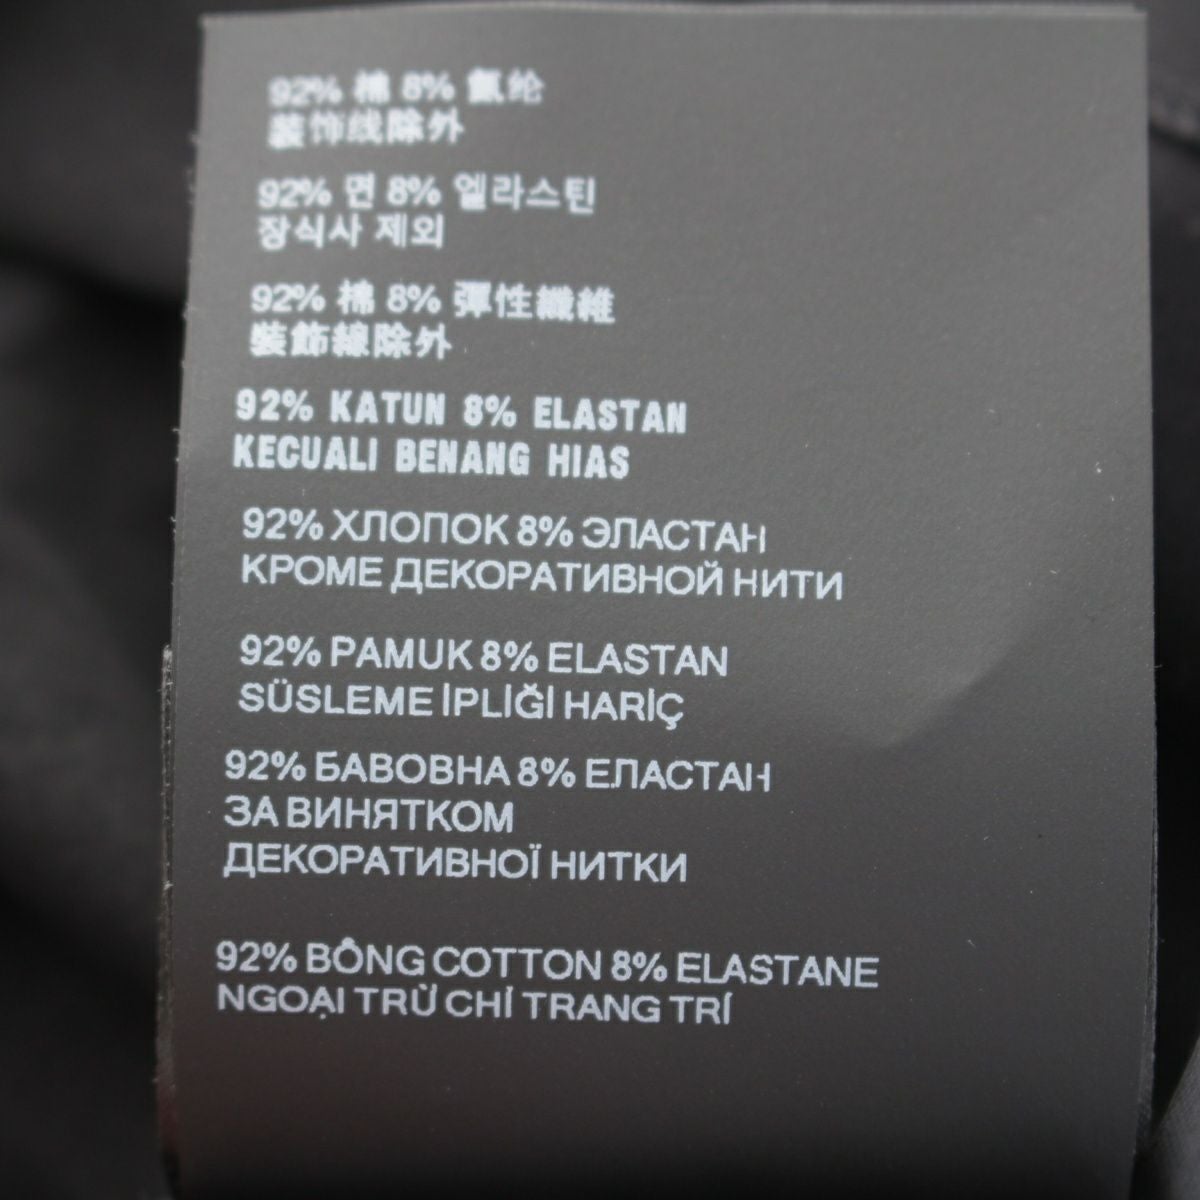 92% 棉 8% 氨纶
装饰线除外
92% 면 8% 엘라스틴
장식사 제외
92% 棉 8% 彈性纖維
裝飾線除外
92% KATUN 8% ELASTAN
KECUALI BENANG HIAS
92% ХЛОПОК 8% ЭЛАСТАН
КРОМЕ ДЕКОРАТИВНОЙ НИТИ
92% PAMUK 8% ELASTAN
SÜSLEME İPLİĞİ HARİÇ
92% БАВОВНА 8% ЕЛАСТАН
ЗА ВИНЯТКОМ
ДЕКОРАТИВНОЇ НИТКИ
92% BÔNG COTTON 8% ELASTANE
NGOẠI TRỪ CHỈ TRANG TRÍ